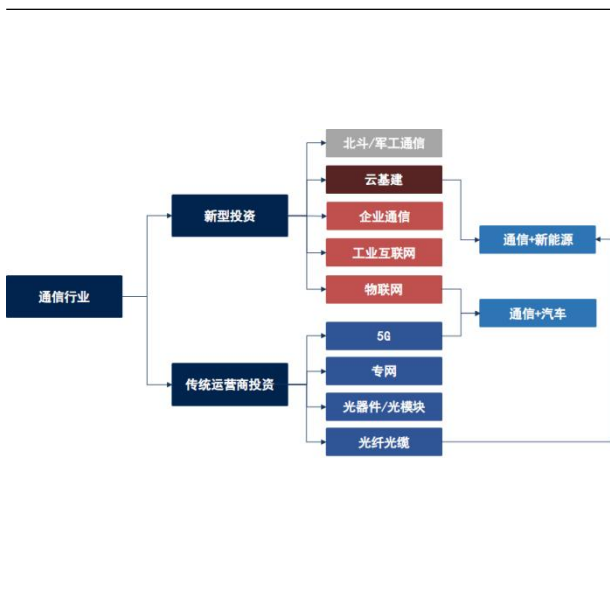 北斗/军工通信
云基建
新型投资
企业通信
通信+新能源
工业互联网
通信行业
物联网
通信+汽车
5G
专网
传统运营商投资
光器件/光模块
光纤光缆